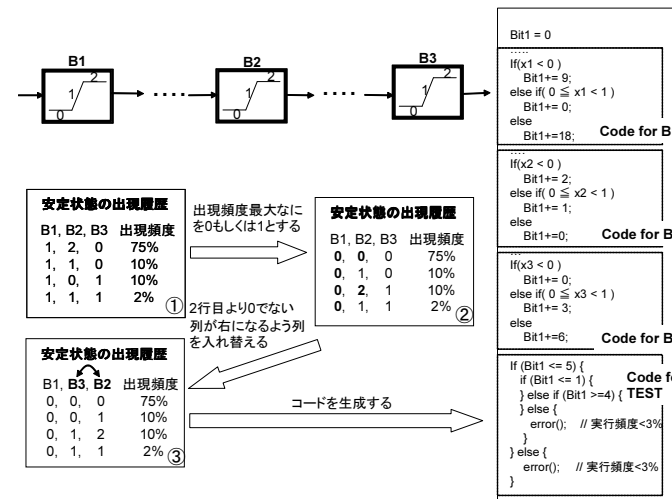 B1
B2
B3
2
1
0
2
1
0
2
1
0
安定状態の出現履歴
B1, B2, B3 出現頻度
1, 2, 0 75%
1, 1, 0 10%
1, 0, 1 10%
1, 1, 1 2%
①
出現頻度最大なに
を0もしくは1とする
安定状態の出現履歴
B1, B2, B3 出現頻度
0, 0, 0 75%
0, 1, 0 10%
0, 2, 1 10%
0, 1, 1 2%
②
2行目より0でない
列が右になるよう列
を入れ替える
安定状態の出現履歴
B1, B3, B2 出現頻度
0, 0, 0 75%
0, 0, 1 10%
0, 1, 2 10%
0, 1, 1 2%
③
コードを生成する
Bit1 = 0
.....
If(x1 < 0 )
Bit1+= 9;
else if( 0 ≦ x1 < 1 )
Bit1+= 0;
else
Bit1+=18;
Code for B
....
If(x2 < 0 )
Bit1+= 2;
else if( 0 ≦ x2 < 1 )
Bit1+= 1;
else
Bit1+=0;
Code for B
....
If(x3 < 0 )
Bit1+= 0;
else if( 0 ≦ x3 < 1 )
Bit1+= 3;
else
Bit1+=6;
Code for B
If (Bit1 <= 5) {
if (Bit1 <= 1) {
} else if (Bit1 >=4) {
} else {
error(); // 実行頻度<3%
}
} else {
error(); // 実行頻度<3%
}
Code fo
TEST